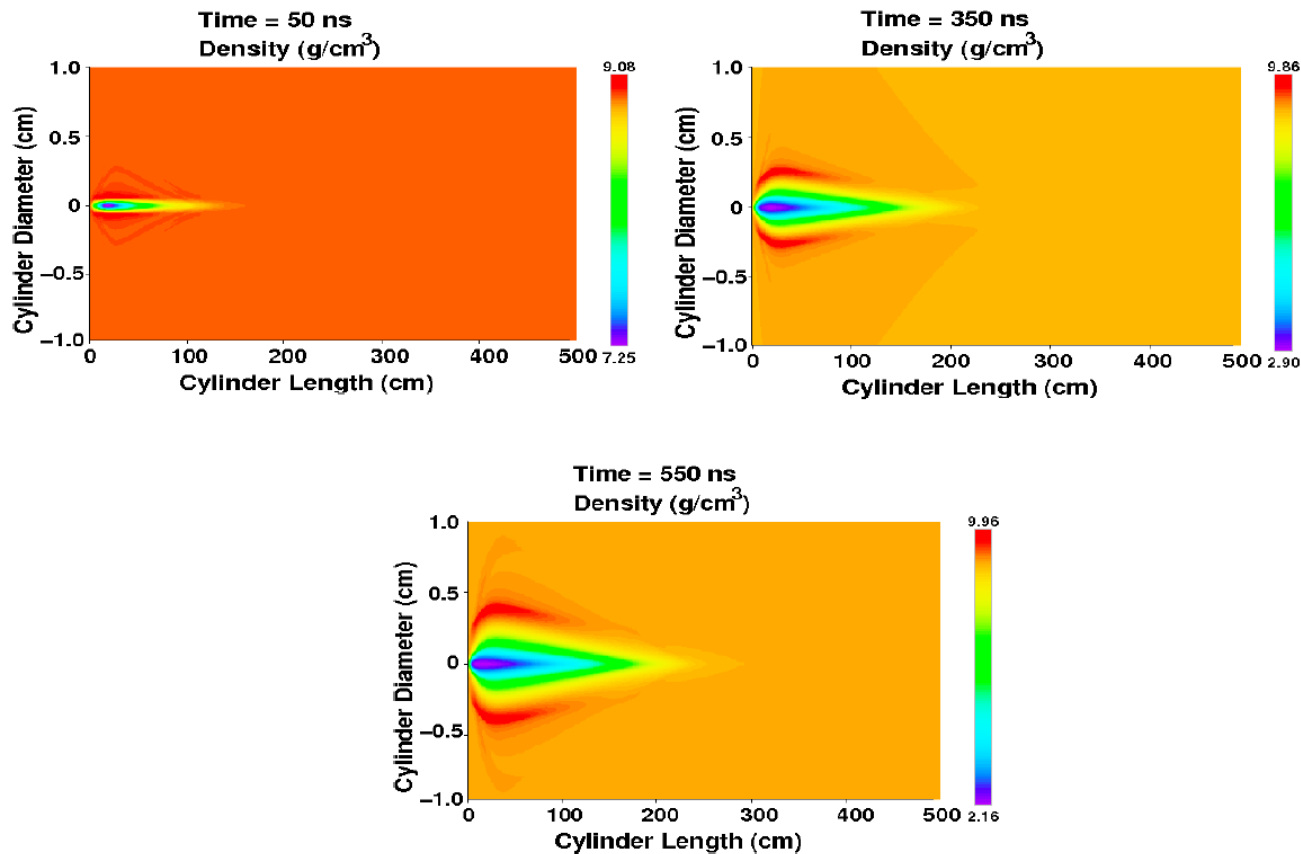 Time = 50 ns
Density (g/cm³)
9.08
1.0
0.5
0
−0.5
−1.0
Cylinder Diameter (cm)
7.25
0 100 200 300 400 500
Cylinder Length (cm)
Time = 350 ns
Density (g/cm³)
9.86
1.0
0.5
0
−0.5
−1.0
Cylinder Diameter (cm)
2.90
0 100 200 300 400 500
Cylinder Length (cm)
Time = 550 ns
Density (g/cm³)
9.96
1.0
0.5
0
−0.5
−1.0
Cylinder Diameter (cm)
2.16
0 100 200 300 400 500
Cylinder Length (cm)